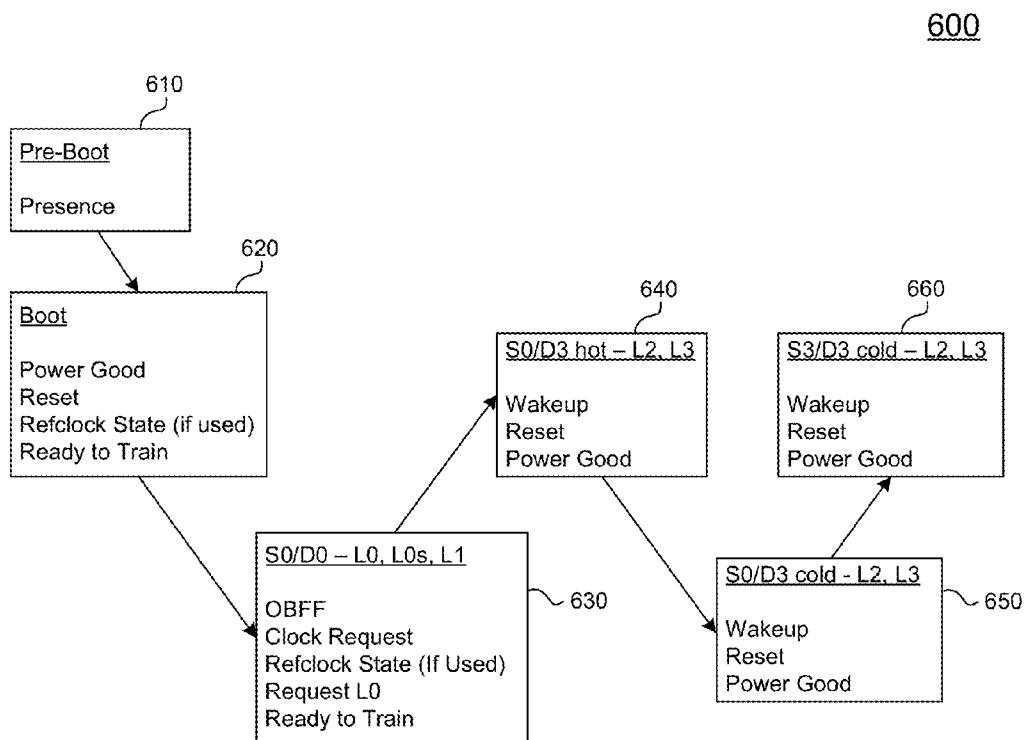 600
610
Pre-Boot
Presence
620
Boot
Power Good
Reset
Refclock State (if used)
Ready to Train
S0/D0 – L0, L0s, L1
OBFF
Clock Request
Refclock State (If Used)
Request L0
Ready to Train
630
640
S0/D3 hot – L2, L3
Wakeup
Reset
Power Good
S0/D3 cold - L2, L3
Wakeup
Reset
Power Good
650
660
S3/D3 cold – L2, L3
Wakeup
Reset
Power Good